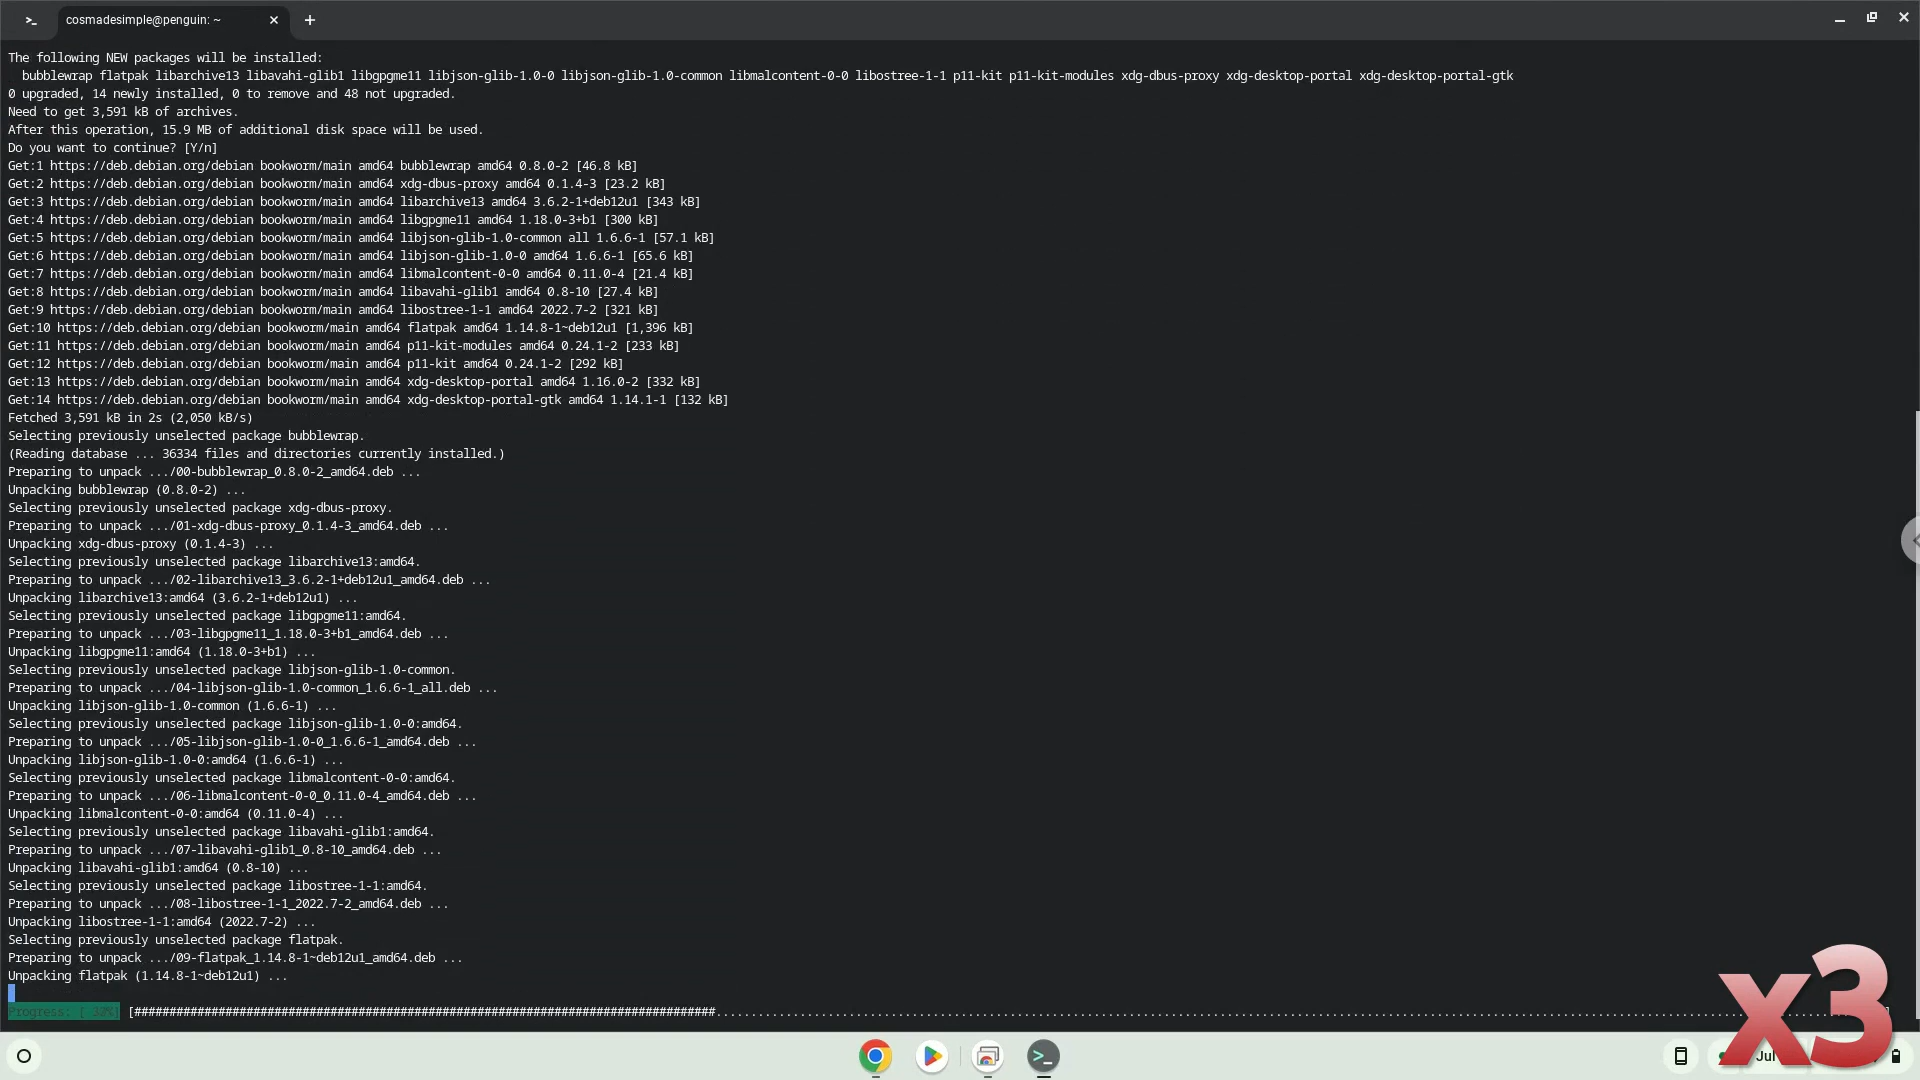 cosmadesimple@penguin: ~
The following NEW packages will be installed:
bubblewrap flatpak libarchive13 libavahi-glib1 libgpgme11 libjson-glib-1.0-0 libjson-glib-1.0-common libmalcontent-0-0 libostree-1-1 p11-kit p11-kit-modules xdg-dbus-proxy xdg-desktop-portal xdg-desktop-portal-gtk
0 upgraded, 14 newly installed, 0 to remove and 48 not upgraded.
Need to get 3,591 kB of archives.
After this operation, 15.9 MB of additional disk space will be used.
Do you want to continue? [Y/n]
Get:1 https://deb.debian.org/debian bookworm/main amd64 bubblewrap amd64 0.8.0-2 [46.8 kB]
Get:2 https://deb.debian.org/debian bookworm/main amd64 xdg-dbus-proxy amd64 0.1.4-3 [23.2 kB]
Get:3 https://deb.debian.org/debian bookworm/main amd64 libarchive13 amd64 3.6.2-1+deb12u1 [343 kB]
Get:4 https://deb.debian.org/debian bookworm/main amd64 libgpgme11 amd64 1.18.0-3+b1 [300 kB]
Get:5 https://deb.debian.org/debian bookworm/main amd64 libjson-glib-1.0-common all 1.6.6-1 [57.1 kB]
Get:6 https://deb.debian.org/debian bookworm/main amd64 libjson-glib-1.0-0 amd64 1.6.6-1 [65.6 kB]
Get:7 https://deb.debian.org/debian bookworm/main amd64 libmalcontent-0-0 amd64 0.11.0-4 [21.4 kB]
Get:8 https://deb.debian.org/debian bookworm/main amd64 libavahi-glib1 amd64 0.8-10 [27.4 kB]
Get:9 https://deb.debian.org/debian bookworm/main amd64 libostree-1-1 amd64 2022.7-2 [321 kB]
Get:10 https://deb.debian.org/debian bookworm/main amd64 flatpak amd64 1.14.8-1~deb12u1 [1,396 kB]
Get:11 https://deb.debian.org/debian bookworm/main amd64 p11-kit-modules amd64 0.24.1-2 [233 kB]
Get:12 https://deb.debian.org/debian bookworm/main amd64 p11-kit amd64 0.24.1-2 [292 kB]
Get:13 https://deb.debian.org/debian bookworm/main amd64 xdg-desktop-portal amd64 1.16.0-2 [332 kB]
Get:14 https://deb.debian.org/debian bookworm/main amd64 xdg-desktop-portal-gtk amd64 1.14.1-1 [132 kB]
Fetched 3,591 kB in 2s (2,050 kB/s)
Selecting previously unselected package bubblewrap.
(Reading database ... 36334 files and directories currently installed.)
Preparing to unpack .../00-bubblewrap_0.8.0-2_amd64.deb ...
Unpacking bubblewrap (0.8.0-2) ...
Selecting previously unselected package xdg-dbus-proxy.
Preparing to unpack .../01-xdg-dbus-proxy_0.1.4-3_amd64.deb ...
Unpacking xdg-dbus-proxy (0.1.4-3) ...
Selecting previously unselected package libarchive13:amd64.
Preparing to unpack .../02-libarchive13_3.6.2-1+deb12u1_amd64.deb ...
Unpacking libarchive13:amd64 (3.6.2-1+deb12u1) ...
Selecting previously unselected package libgpgme11:amd64.
Preparing to unpack .../03-libgpgme11_1.18.0-3+b1_amd64.deb ...
Unpacking libgpgme11:amd64 (1.18.0-3+b1) ...
Selecting previously unselected package libjson-glib-1.0-common.
Preparing to unpack .../04-libjson-glib-1.0-common_1.6.6-1_all.deb ...
Unpacking libjson-glib-1.0-common (1.6.6-1) ...
Selecting previously unselected package libjson-glib-1.0-0:amd64.
Preparing to unpack .../05-libjson-glib-1.0-0_1.6.6-1_amd64.deb ...
Unpacking libjson-glib-1.0-0:amd64 (1.6.6-1) ...
Selecting previously unselected package libmalcontent-0-0:amd64.
Preparing to unpack .../06-libmalcontent-0-0_0.11.0-4_amd64.deb ...
Unpacking libmalcontent-0-0:amd64 (0.11.0-4) ...
Selecting previously unselected package libavahi-glib1:amd64.
Preparing to unpack .../07-libavahi-glib1_0.8-10_amd64.deb ...
Unpacking libavahi-glib1:amd64 (0.8-10) ...
Selecting previously unselected package libostree-1-1:amd64.
Preparing to unpack .../08-libostree-1-1_2022.7-2_amd64.deb ...
Unpacking libostree-1-1:amd64 (2022.7-2) ...
Selecting previously unselected package flatpak.
Preparing to unpack .../09-flatpak_1.14.8-1~deb12u1_amd64.deb ...
Unpacking flatpak (1.14.8-1~deb12u1) ...
Progress: [ 32%]
x3
Jul